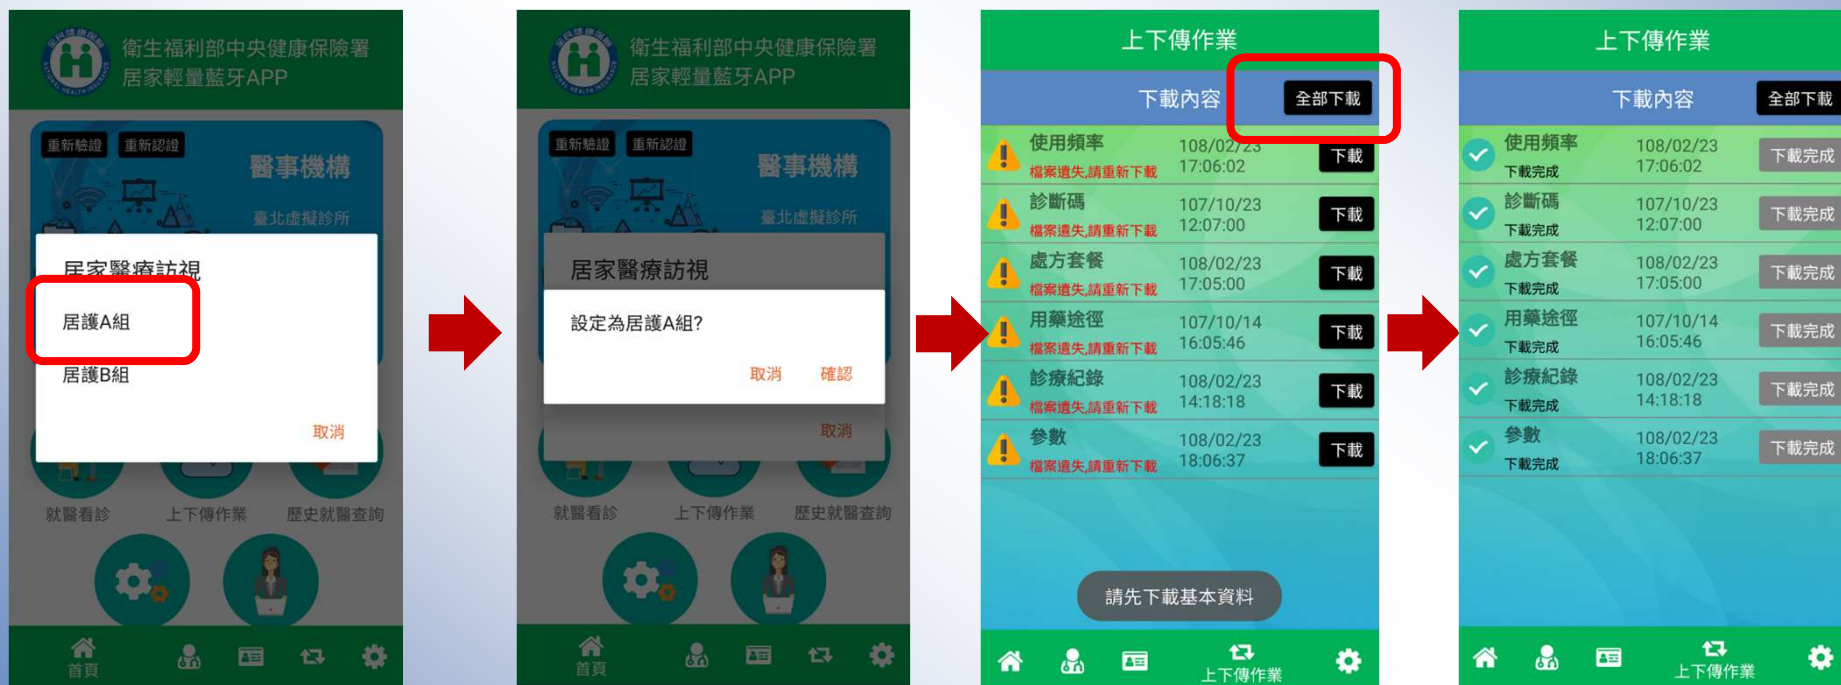 衛生福利部中央健康保險署
居家輕量藍牙APP
重新驗證 重新認證
醫事機構
臺北虛擬診所
居家醫療訪視
居護A組
居護B組
取消
就醫看診 上下傳作業 歷史就醫查詢
首頁
衛生福利部中央健康保險署
居家輕量藍牙APP
重新驗證 重新認證
醫事機構
臺北虛擬診所
居家醫療訪視
設定為居護A組?
取消 確認
取消
就醫看診 上下傳作業 歷史就醫查詢
首頁
上下傳作業
下載內容 全部下載
使用頻率 108/02/23 下載
檔案遺失,請重新下載 17:06:02
診斷碼 107/10/23 下載
檔案遺失,請重新下載 12:07:00
處方套餐 108/02/23 下載
檔案遺失,請重新下載 17:05:00
用藥途徑 107/10/14 下載
檔案遺失,請重新下載 16:05:46
診療紀錄 108/02/23 下載
檔案遺失,請重新下載 14:18:18
參數 108/02/23 下載
檔案遺失,請重新下載 18:06:37
請先下載基本資料
上下傳作業
上下傳作業
下載內容 全部下載
使用頻率 108/02/23 下載完成
下載完成 17:06:02
診斷碼 107/10/23 下載完成
下載完成 12:07:00
處方套餐 108/02/23 下載完成
下載完成 17:05:00
用藥途徑 107/10/14 下載完成
下載完成 16:05:46
診療紀錄 108/02/23 下載完成
下載完成 14:18:18
參數 108/02/23 下載完成
下載完成 18:06:37
上下傳作業